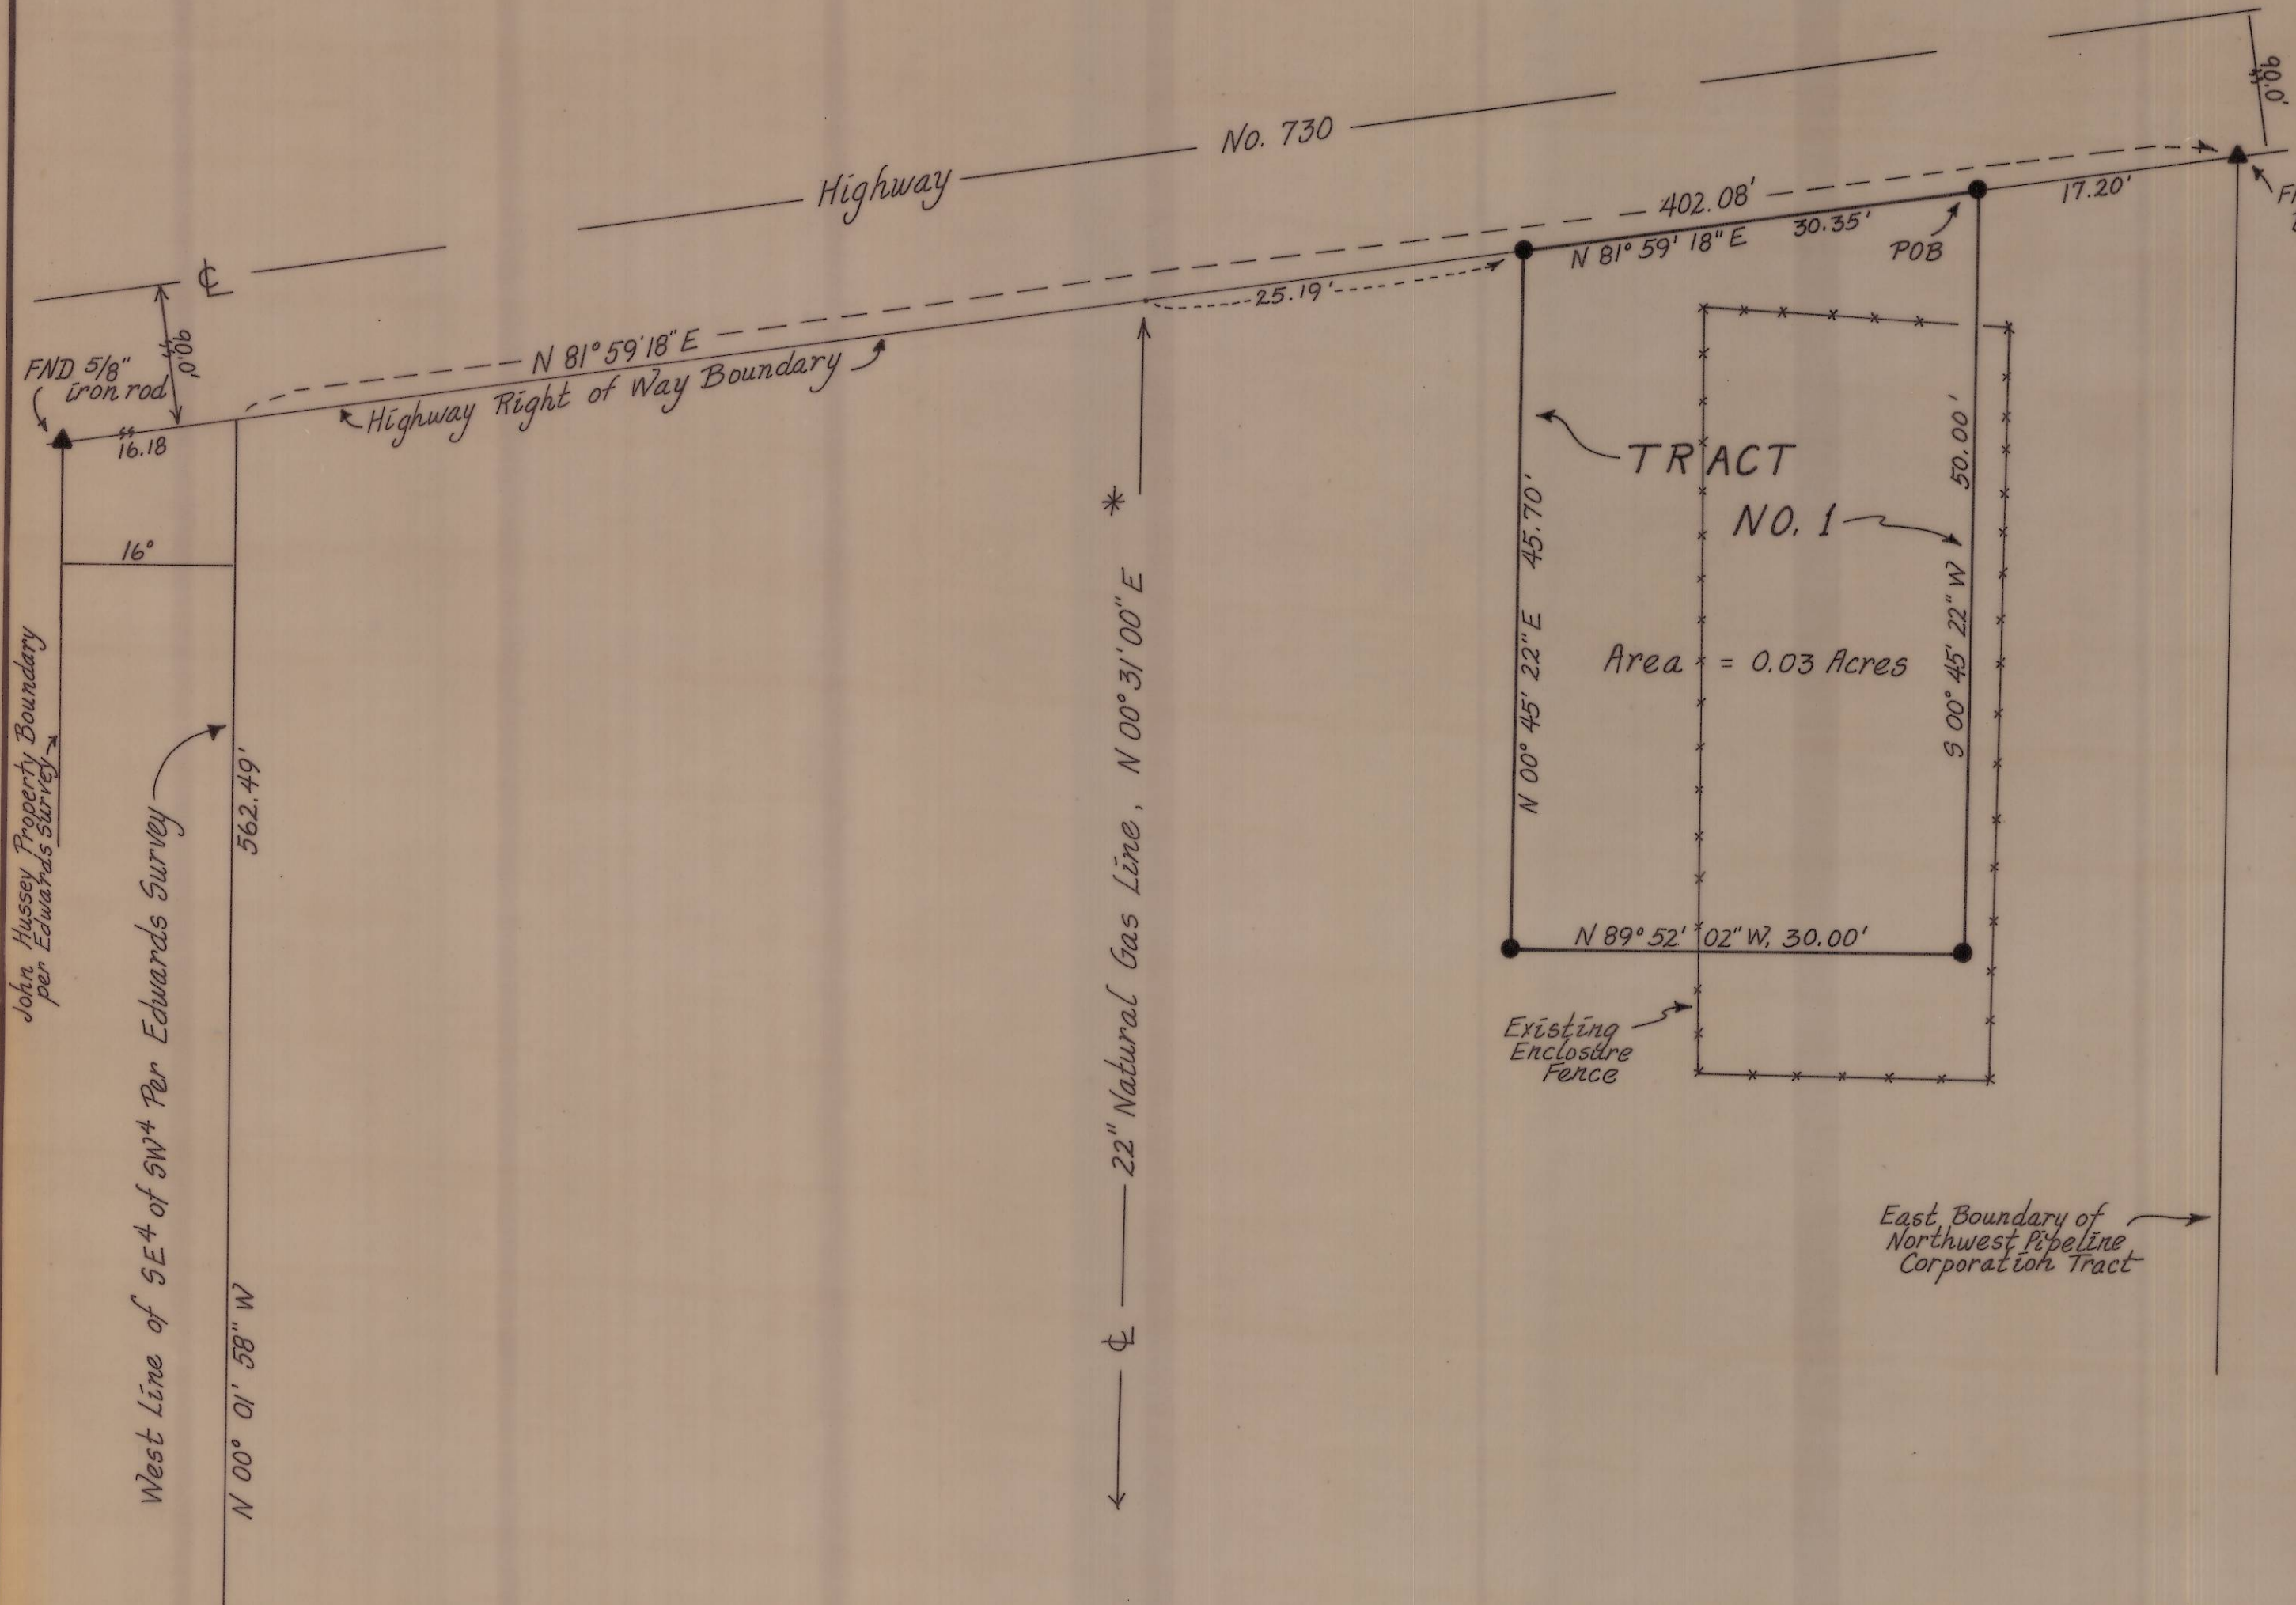 Highway No. 730
90.0'
℄
90.0'
FND 5/8"
iron rod
16.18
N 81° 59' 18" E
Highway Right of Way Boundary
402.08'
N 81° 59' 18" E 30.35'
POB
17.20'
25.19'
16°
John Hussey Property Boundary
per Edwards Survey
West Line of SE4 of SW4 Per Edwards Survey
562.49'
N 00° 01' 58" W
℄ 22" Natural Gas Line, N 00° 31' 00" E *
TRACT
NO. 1
N 00° 45' 22" E 45.70'
S 00° 45' 22" W 50.00'
Area = 0.03 Acres
N 89° 52' 02" W, 30.00'
Existing
Enclosure
Fence
East Boundary of
Northwest Pipeline
Corporation Tract